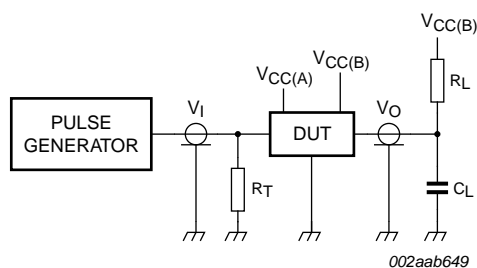 VCC(B)
VCC(A)
VCC(B)
RL
PULSE
GENERATOR
VI
DUT
VO
RT
CL
002aab649